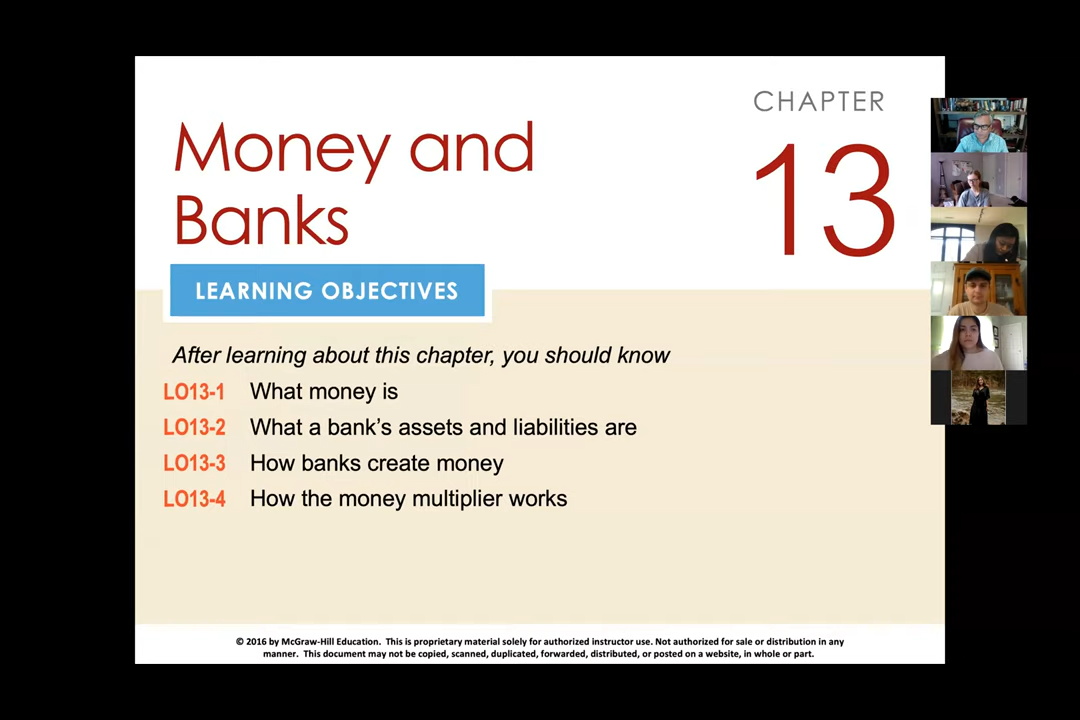 CHAPTER
13
Money and
Banks
LEARNING OBJECTIVES
After learning about this chapter, you should know
LO13-1 What money is
LO13-2 What a bank’s assets and liabilities are
LO13-3 How banks create money
LO13-4 How the money multiplier works
© 2016 by McGraw-Hill Education. This is proprietary material solely for authorized instructor use. Not authorized for sale or distribution in any
manner. This document may not be copied, scanned, duplicated, forwarded, distributed, or posted on a website, in whole or part.